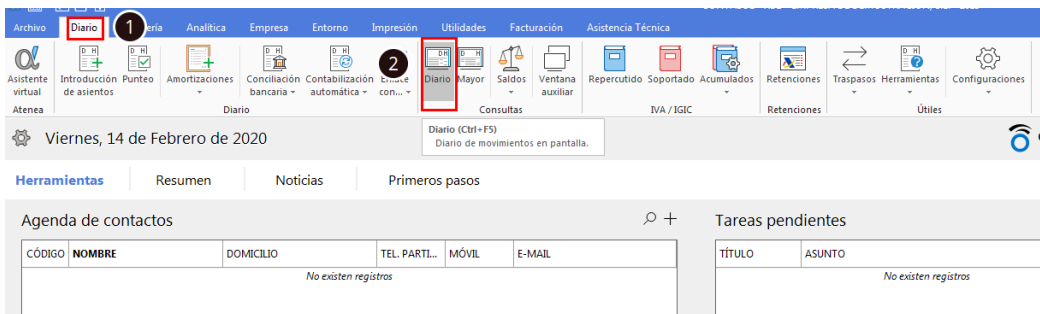 Archivo Diario 1 ería Analítica Empresa Entorno Impresión Utilidades Facturación Asistencia Técnica
Asistente virtual
Introducción de asientos
Punteo
Amortizaciones
Conciliación bancaria
Contabilización automática
2
con...
Diario
Mayor
Saldos
Ventana auxiliar
Repercutido
Soportado
Acumulados
Retenciones
Traspasos
Herramientas
Configuraciones
Atenea Diario Consultas IVA / IGIC Retenciones Útiles
Diario (Ctrl+F5)
Diario de movimientos en pantalla.
Viernes, 14 de Febrero de 2020
Herramientas Resumen Noticias Primeros pasos
Agenda de contactos
CÓDIGO NOMBRE DOMICILIO TEL. PARTI... MÓVIL E-MAIL
No existen registros
Tareas pendientes
TÍTULO ASUNTO
No existen registros